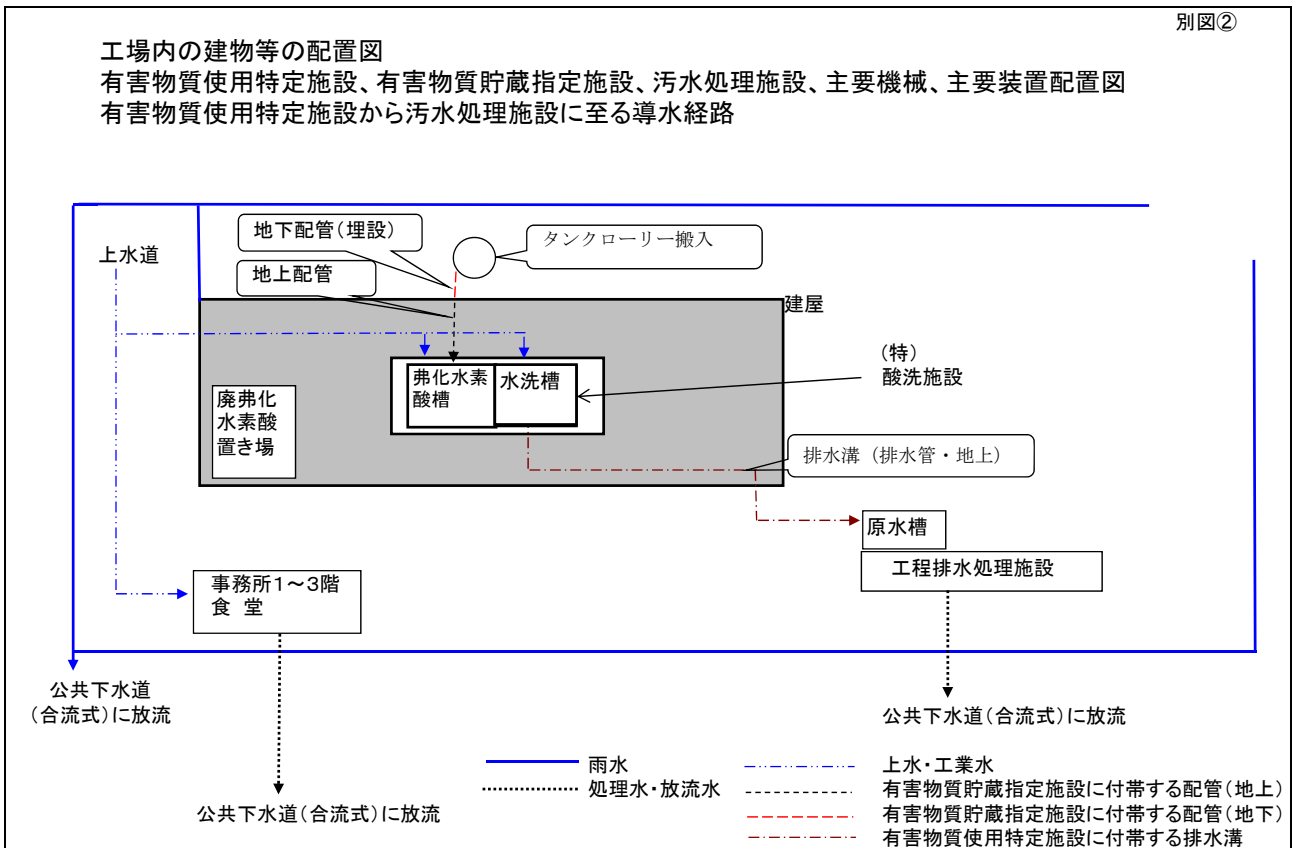 別図②
工場内の建物等の配置図
有害物質使用特定施設、有害物質貯蔵指定施設、汚水処理施設、主要機械、主要装置配置図
有害物質使用特定施設から汚水処理施設に至る導水経路
地下配管(埋設)
タンクローリー搬入
上水道
地上配管
建屋
(特)
酸洗施設
弗化水素
酸槽
水洗槽
廃弗化
水素酸
置き場
排水溝（排水管・地上）
原水槽
工程排水処理施設
事務所1～3階
食 堂
公共下水道
(合流式)に放流
公共下水道(合流式)に放流
公共下水道(合流式)に放流
雨水
処理水・放流水
上水・工業水
有害物質貯蔵指定施設に付帯する配管(地上)
有害物質貯蔵指定施設に付帯する配管(地下)
有害物質使用特定施設に付帯する排水溝